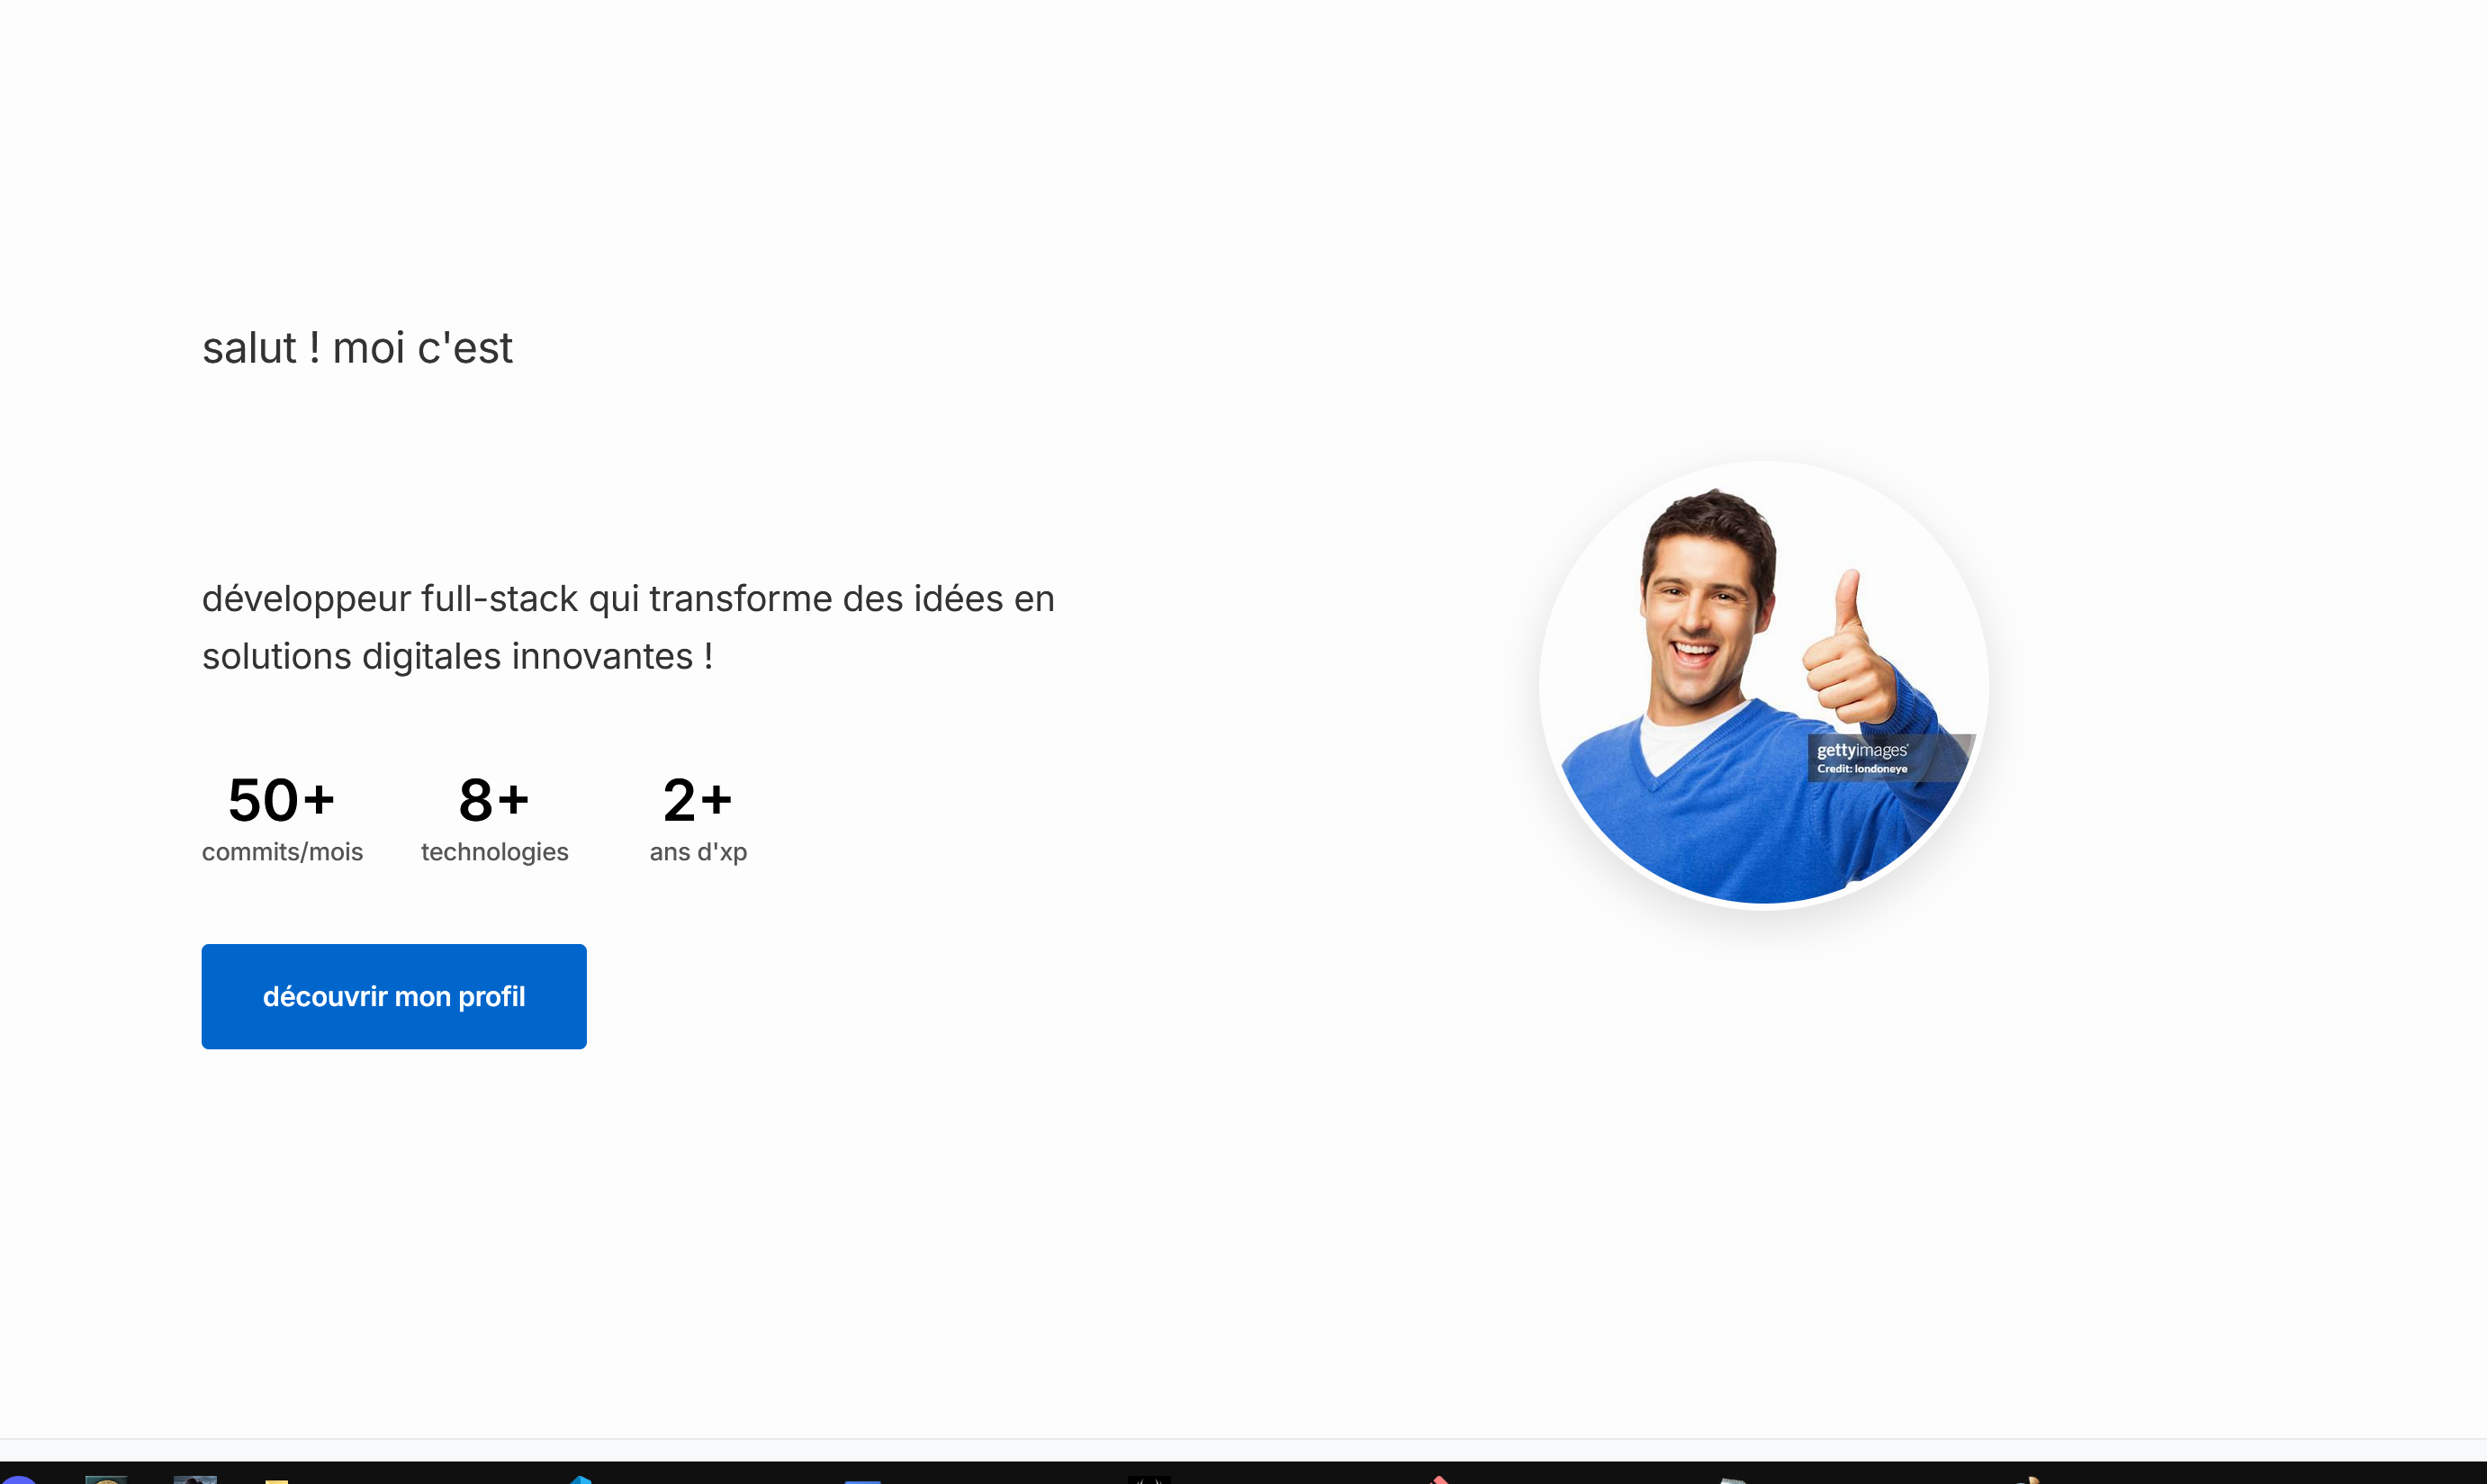 salut ! moi c'est
développeur full-stack qui transforme des idées en
solutions digitales innovantes !
50+
commits/mois
8+
technologies
2+
ans d'xp
découvrir mon profil
gettyimages®
Credit: londoneye